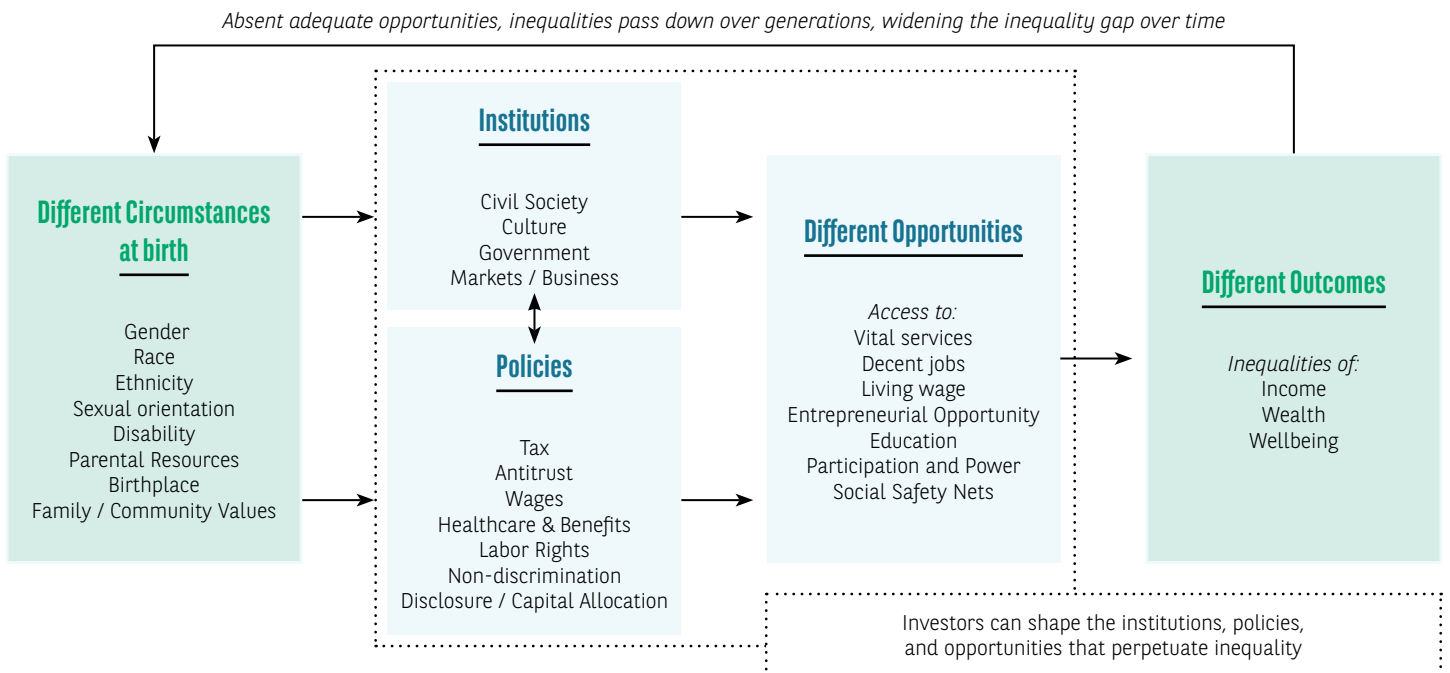 Absent adequate opportunities, inequalities pass down over generations, widening the inequality gap over time
Different Circumstances
at birth
Gender
Race
Ethnicity
Sexual orientation
Disability
Parental Resources
Birthplace
Family / Community Values
Institutions
Civil Society
Culture
Government
Markets / Business
Policies
Tax
Antitrust
Wages
Healthcare & Benefits
Labor Rights
Non-discrimination
Disclosure / Capital Allocation
Different Opportunities
Access to:
Vital services
Decent jobs
Living wage
Entrepreneurial Opportunity
Education
Participation and Power
Social Safety Nets
Different Outcomes
Inequalities of:
Income
Wealth
Wellbeing
Investors can shape the institutions, policies,
and opportunities that perpetuate inequality